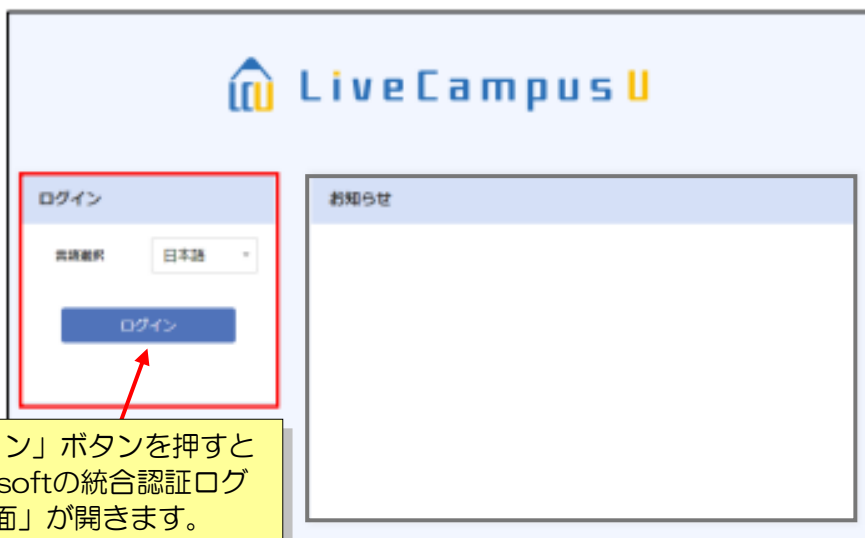 LiveCampusU
ログイン
お知らせ
言語選択
日本語
ログイン
ン」ボタンを押すと
softの統合認証ログ
面」が開きます。